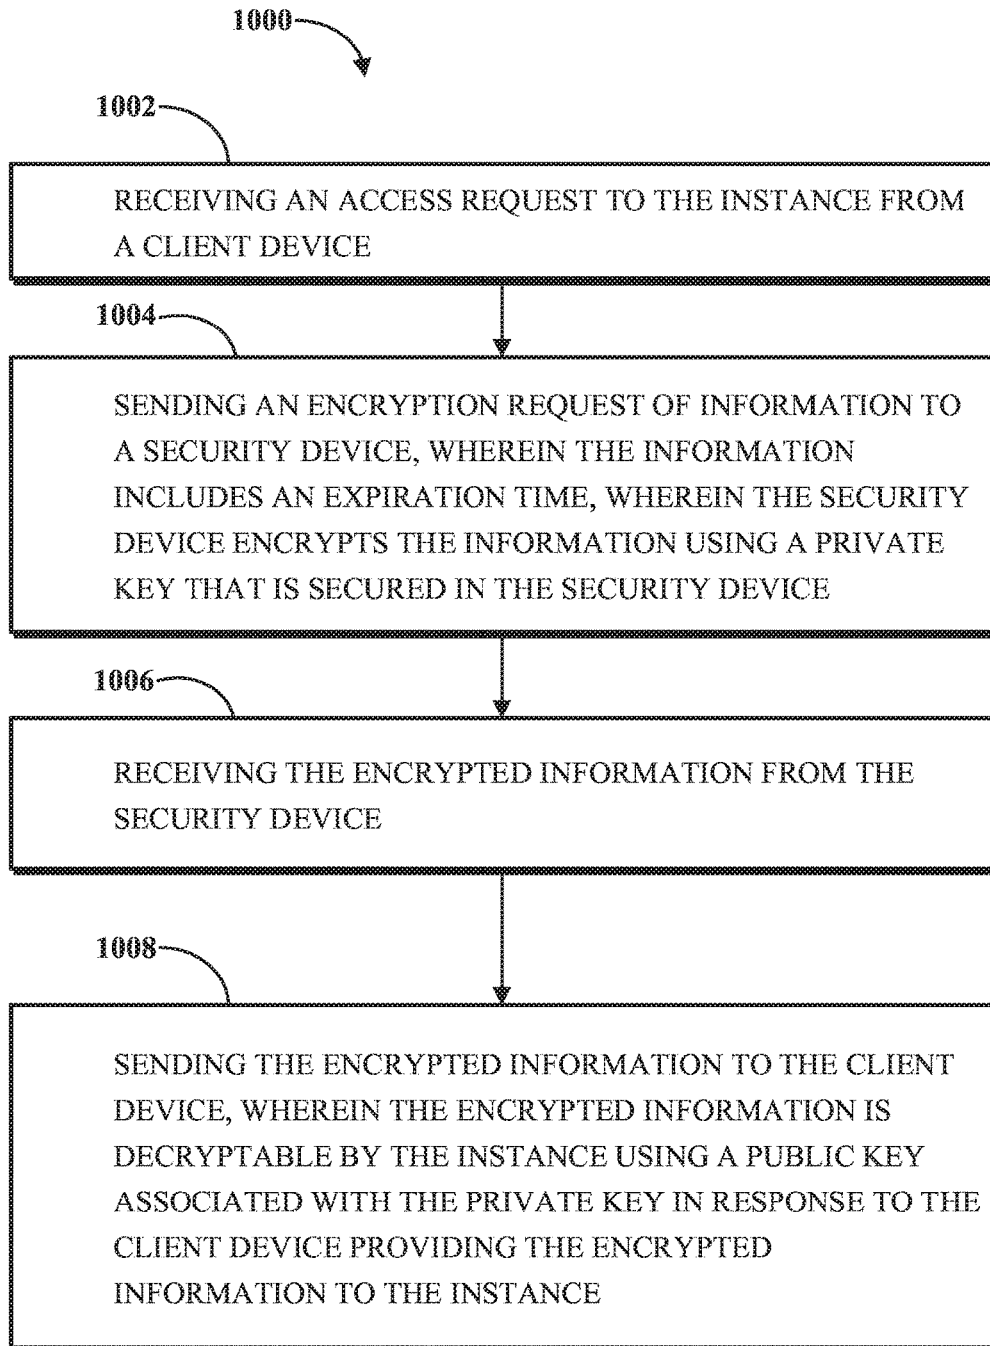 1000
1002
RECEIVING AN ACCESS REQUEST TO THE INSTANCE FROM
A CLIENT DEVICE
1004
SENDING AN ENCRYPTION REQUEST OF INFORMATION TO
A SECURITY DEVICE, WHEREIN THE INFORMATION
INCLUDES AN EXPIRATION TIME, WHEREIN THE SECURITY
DEVICE ENCRYPTS THE INFORMATION USING A PRIVATE
KEY THAT IS SECURED IN THE SECURITY DEVICE
1006
RECEIVING THE ENCRYPTED INFORMATION FROM THE
SECURITY DEVICE
1008
SENDING THE ENCRYPTED INFORMATION TO THE CLIENT
DEVICE, WHEREIN THE ENCRYPTED INFORMATION IS
DECRYPTABLE BY THE INSTANCE USING A PUBLIC KEY
ASSOCIATED WITH THE PRIVATE KEY IN RESPONSE TO THE
CLIENT DEVICE PROVIDING THE ENCRYPTED
INFORMATION TO THE INSTANCE